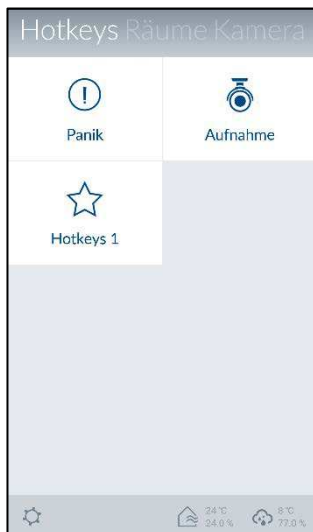 Hotkeys Räume Kamera
Panik
Aufnahme
Hotkeys 1
24 °C
24.0 %
8 °C
77.0 %